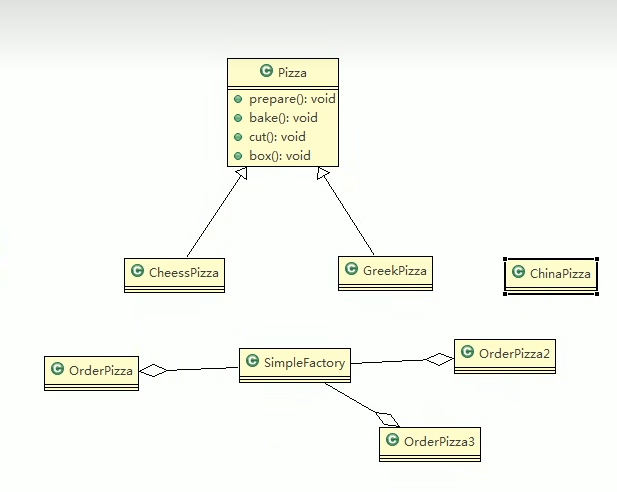 Pizza
prepare(): void
bake(): void
cut(): void
box(): void
CheessPizza
GreekPizza
ChinaPizza
OrderPizza
SimpleFactory
OrderPizza2
OrderPizza3